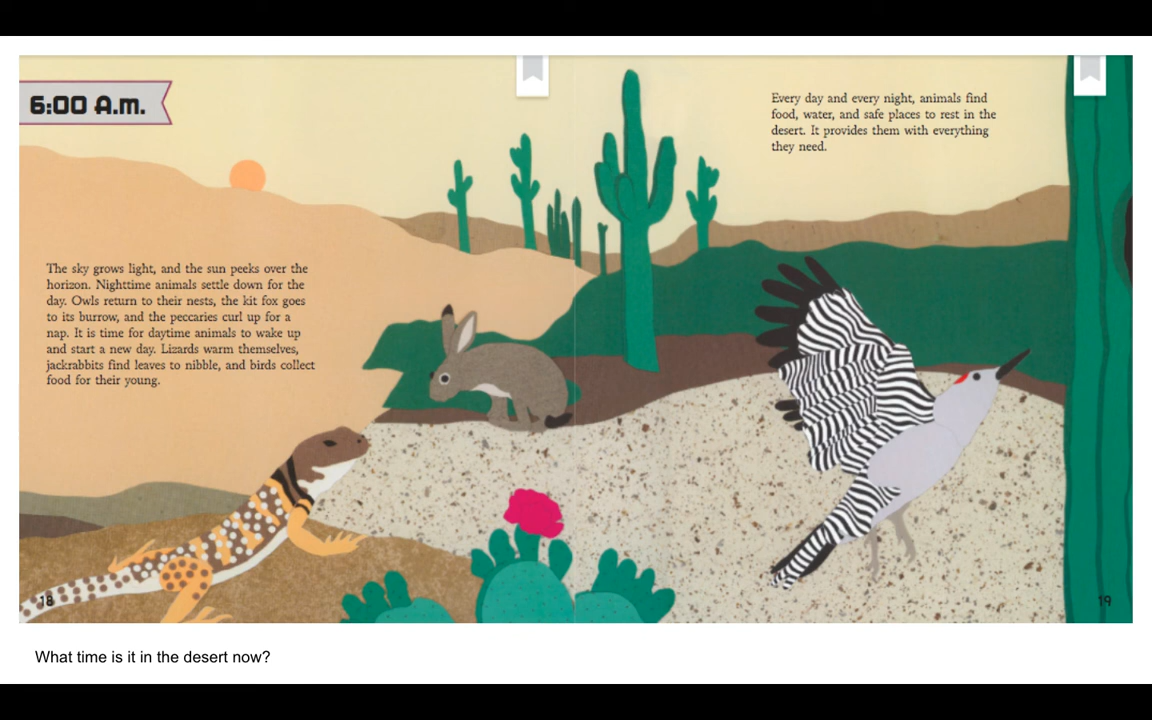 6:00 A.m.
Every day and every night, animals find
food, water, and safe places to rest in the
desert. It provides them with everything
they need.
The sky grows light, and the sun peeks over the
horizon. Nighttime animals settle down for the
day. Owls return to their nests, the kit fox goes
to its burrow, and the peccaries curl up for a
nap. It is time for daytime animals to wake up
and start a new day. Lizards warm themselves,
jackrabbits find leaves to nibble, and birds collect
food for their young.
18
19
What time is it in the desert now?